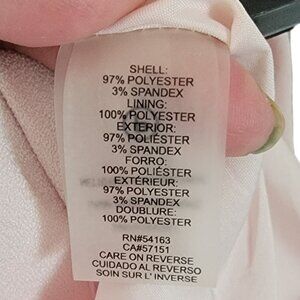 SHELL:
97% POLYESTER
3% SPANDEX
LINING:
100% POLYESTER
EXTERIOR:
97% POLIÉSTER
3% SPANDEX
FORRO:
100% POLIÉSTER
EXTÉRIEUR:
97% POLYESTER
3% SPANDEX
DOUBLURE:
100% POLYESTER
RN#54163
CA#57151
CARE ON REVERSE
CUIDADO AL REVERSO
SOIN SUR L' INVERSE